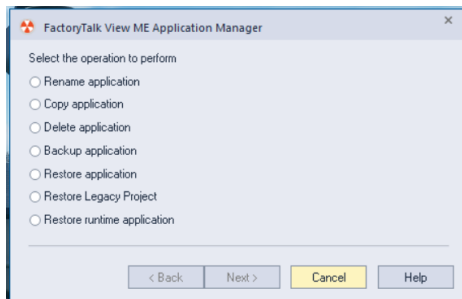 FactoryTalk View ME Application Manager
Select the operation to perform
Rename application
Copy application
Delete application
Backup application
Restore application
Restore Legacy Project
Restore runtime application
< Back Next > Cancel Help